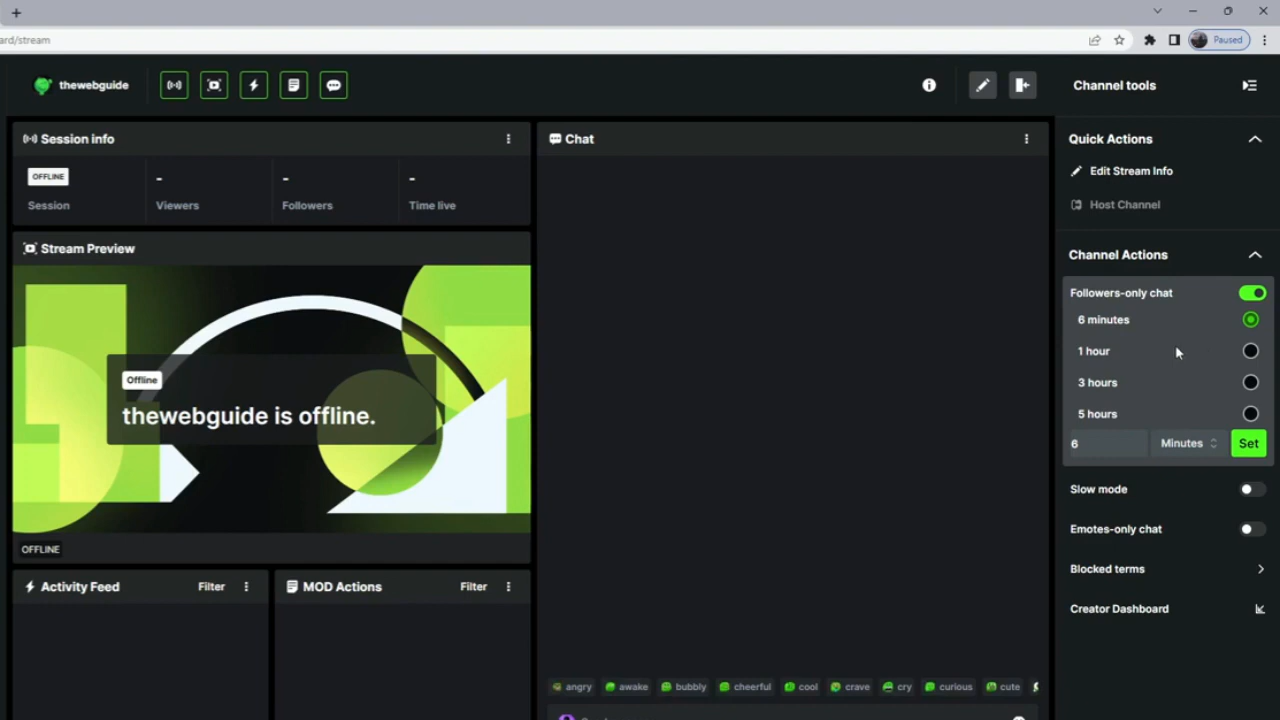 ard/stream
Paused
thewebguide
Channel tools
Session info
OFFLINE
-
-
-
Session
Viewers
Followers
Time live
Stream Preview
Offline
thewebguide is offline.
OFFLINE
Activity Feed
Filter
MOD Actions
Filter
Chat
angry
awake
bubbly
cheerful
cool
crave
cry
curious
cute
Quick Actions
Edit Stream Info
Host Channel
Channel Actions
Followers-only chat
6 minutes
1 hour
3 hours
5 hours
6
Minutes
Set
Slow mode
Emotes-only chat
Blocked terms
Creator Dashboard